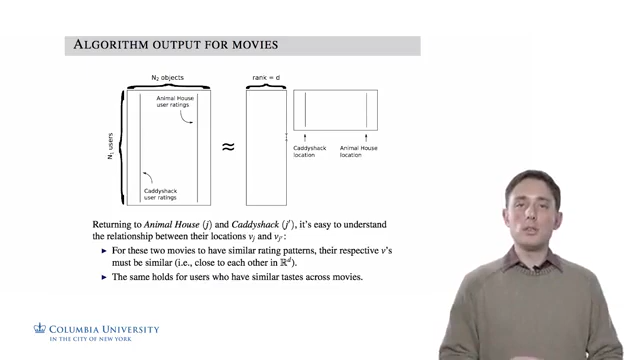 ALGORITHM OUTPUT FOR MOVIES
N₂ objects
rank = d
Animal House
user ratings
N₁ users
≈
Caddyshack
location
Animal House
location
Caddyshack
user ratings
Returning to Animal House (j) and Caddyshack (j′), it's easy to understand
the relationship between their locations vⱼ and vⱼ′:
▶ For these two movies to have similar rating patterns, their respective v's
must be similar (i.e., close to each other in ℝᵈ).
▶ The same holds for users who have similar tastes across movies.
COLUMBIA UNIVERSITY
IN THE CITY OF NEW YORK